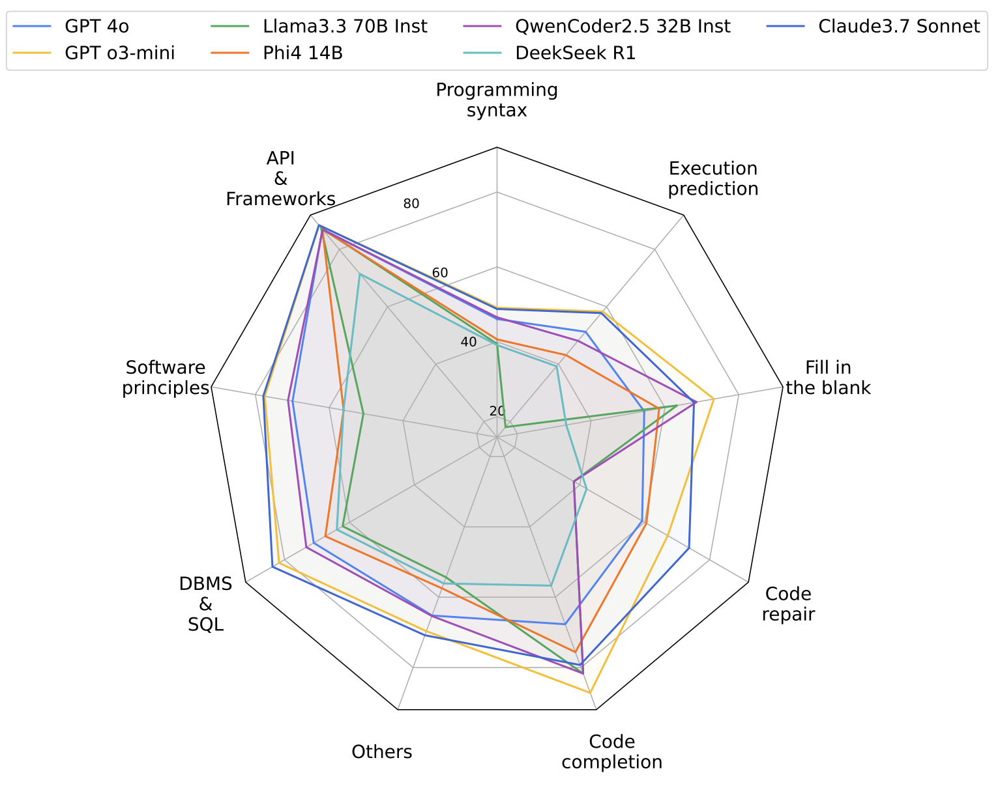 GPT 4o
GPT o3-mini
Llama3.3 70B Inst
Phi4 14B
QwenCoder2.5 32B Inst
DeekSeek R1
Claude3.7 Sonnet
Programming
syntax
Execution
prediction
API
&
Frameworks
80
60
40
20
Software
principles
Fill in
the blank
DBMS
&
SQL
Code
repair
Others
Code
completion